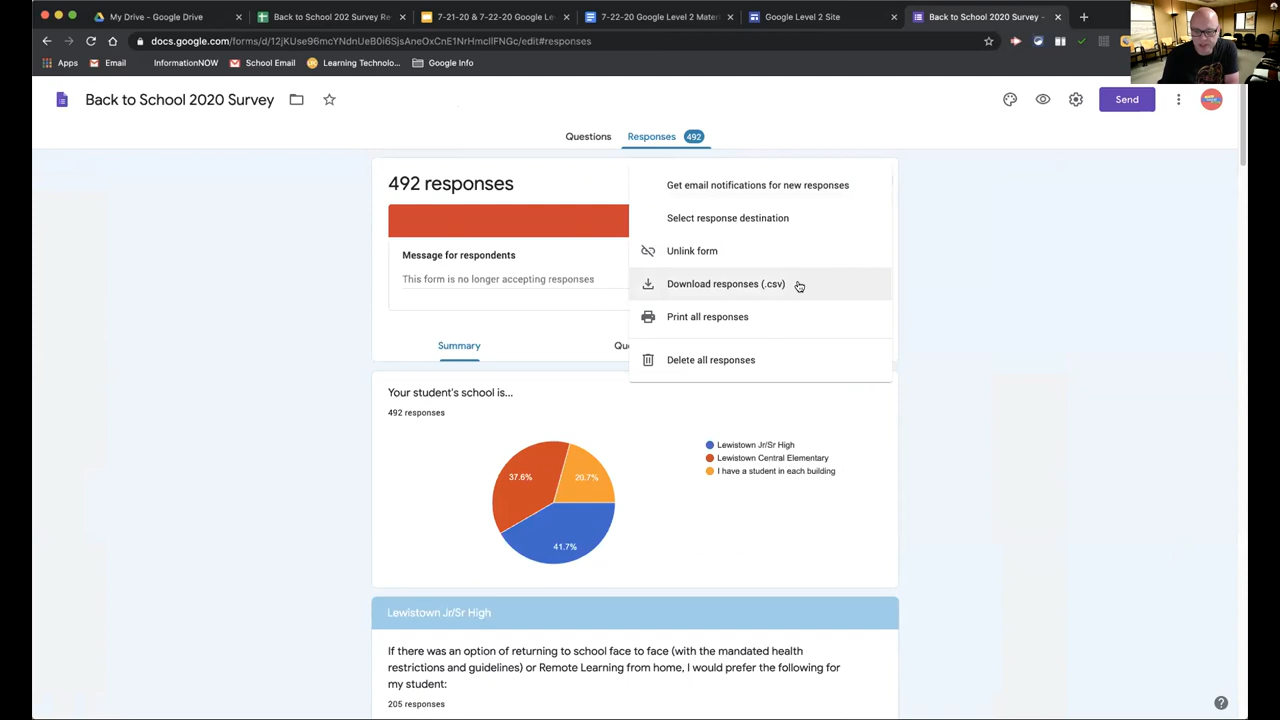 My Drive - Google Drive
Back to School 202 Survey Re
7-21-20 & 7-22-20 Google Le
7-22-20 Google Level 2 Mater
Google Level 2 Site
Back to School 2020 Survey -
docs.google.com/forms/d/12jKUse96mcYNdnUeB0i6SjsAneOxCnE1NrHmcIlFNGc/edit#responses
Apps
Email
InformationNOW
School Email
Learning Technolo...
Google Info
Back to School 2020 Survey
Send
Questions
Responses 492
492 responses
Get email notifications for new responses
Select response destination
Message for respondents
Unlink form
This form is no longer accepting responses
Download responses (.csv)
Print all responses
Summary
Qu
Delete all responses
Your student's school is...
492 responses
Lewistown Jr/Sr High
Lewistown Central Elementary
I have a student in each building
37.6%
20.7%
41.7%
Lewistown Jr/Sr High
If there was an option of returning to school face to face (with the mandated health
restrictions and guidelines) or Remote Learning from home, I would prefer the following for
my student:
205 responses